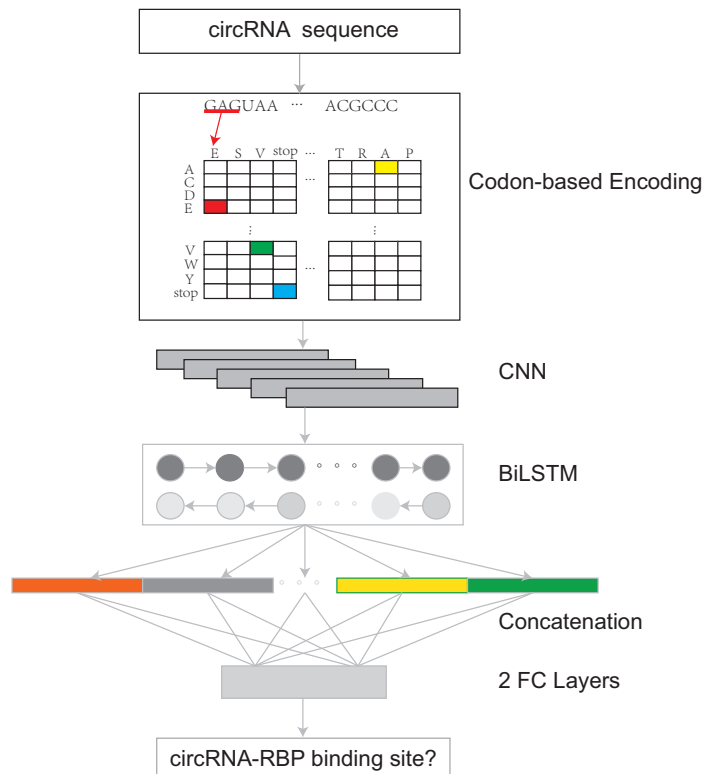 circRNA sequence
GAGUAA ... ACGCCC
E S V stop ... T R A P
A
C
D
E
...
Codon-based Encoding
⋮ ⋮
V
W
Y
stop
...
CNN
BiLSTM
Concatenation
2 FC Layers
circRNA-RBP binding site?